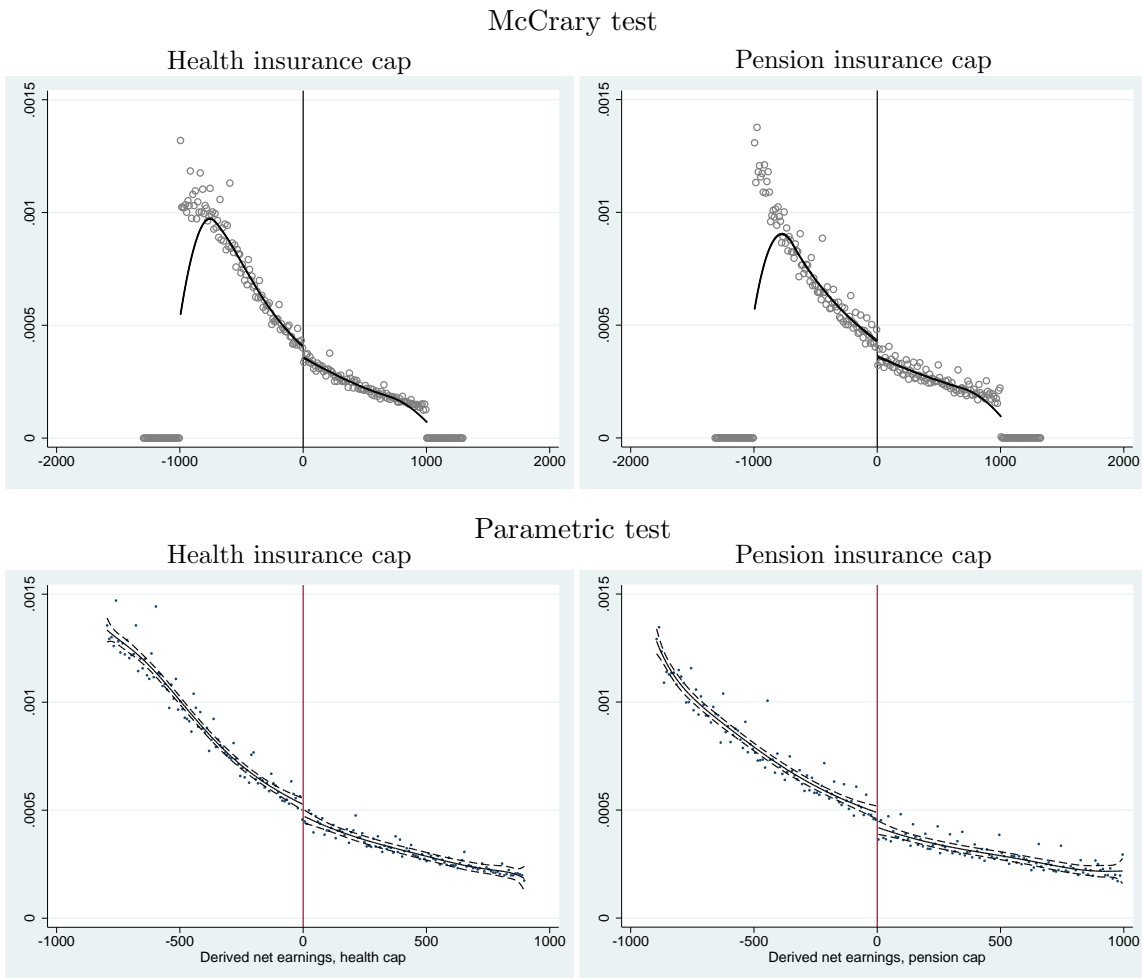 McCrary test
Health insurance cap
Pension insurance cap
.0015
.001
.0005
0
-2000 -1000 0 1000 2000
.0015
.001
.0005
0
-2000 -1000 0 1000 2000
Parametric test
Health insurance cap
Pension insurance cap
.0015
.001
.0005
0
-1000 -500 0 500 1000
Derived net earnings, health cap
.0015
.001
.0005
0
-1000 -500 0 500 1000
Derived net earnings, pension cap